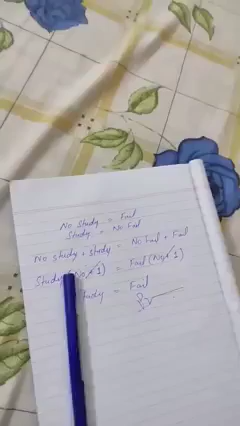 No study = Fail
Study = No Fail
No study + study = No Fail + Fail
Study (No + 1) = Fail (No + 1)
study = Fail